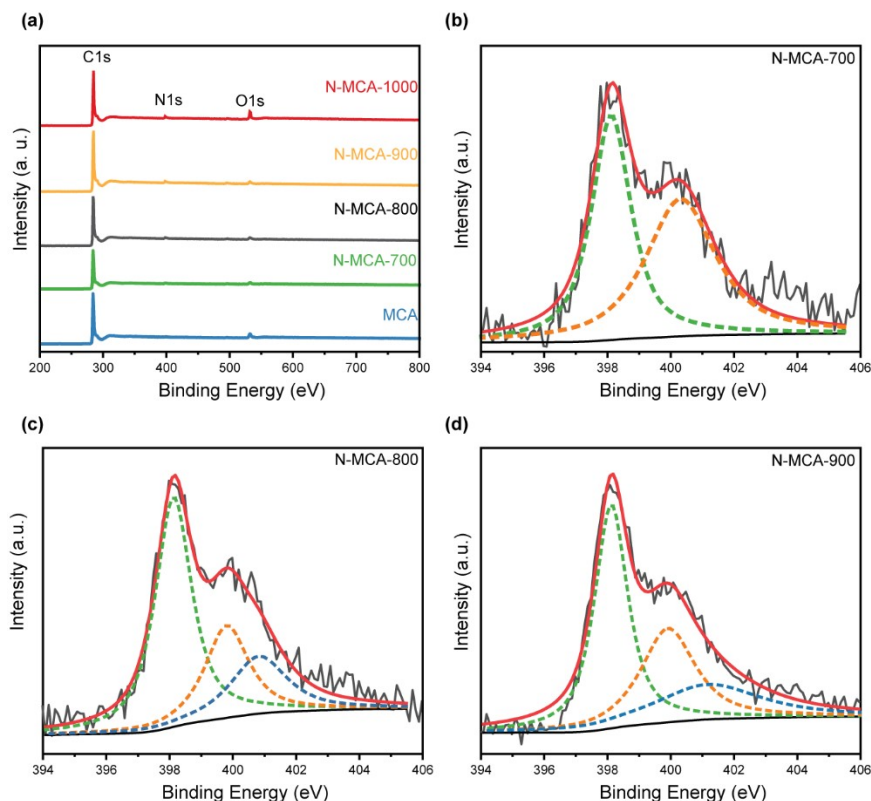 (a)
C1s
N1s
O1s
N-MCA-1000
N-MCA-900
N-MCA-800
N-MCA-700
MCA
Intensity (a. u.)
200 300 400 500 600 700 800
Binding Energy (eV)
(b)
N-MCA-700
Intensity (a.u.)
394 396 398 400 402 404 406
Binding Energy (eV)
(c)
N-MCA-800
Intensity (a.u.)
394 396 398 400 402 404 406
Binding Energy (eV)
(d)
N-MCA-900
Intensity (a.u.)
394 396 398 400 402 404 406
Binding Energy (eV)